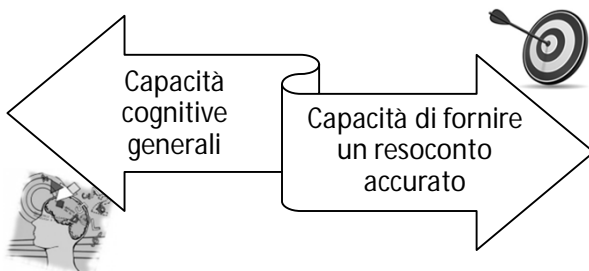 Capacità
cognitive
generali
Capacità di fornire
un resoconto
accurato